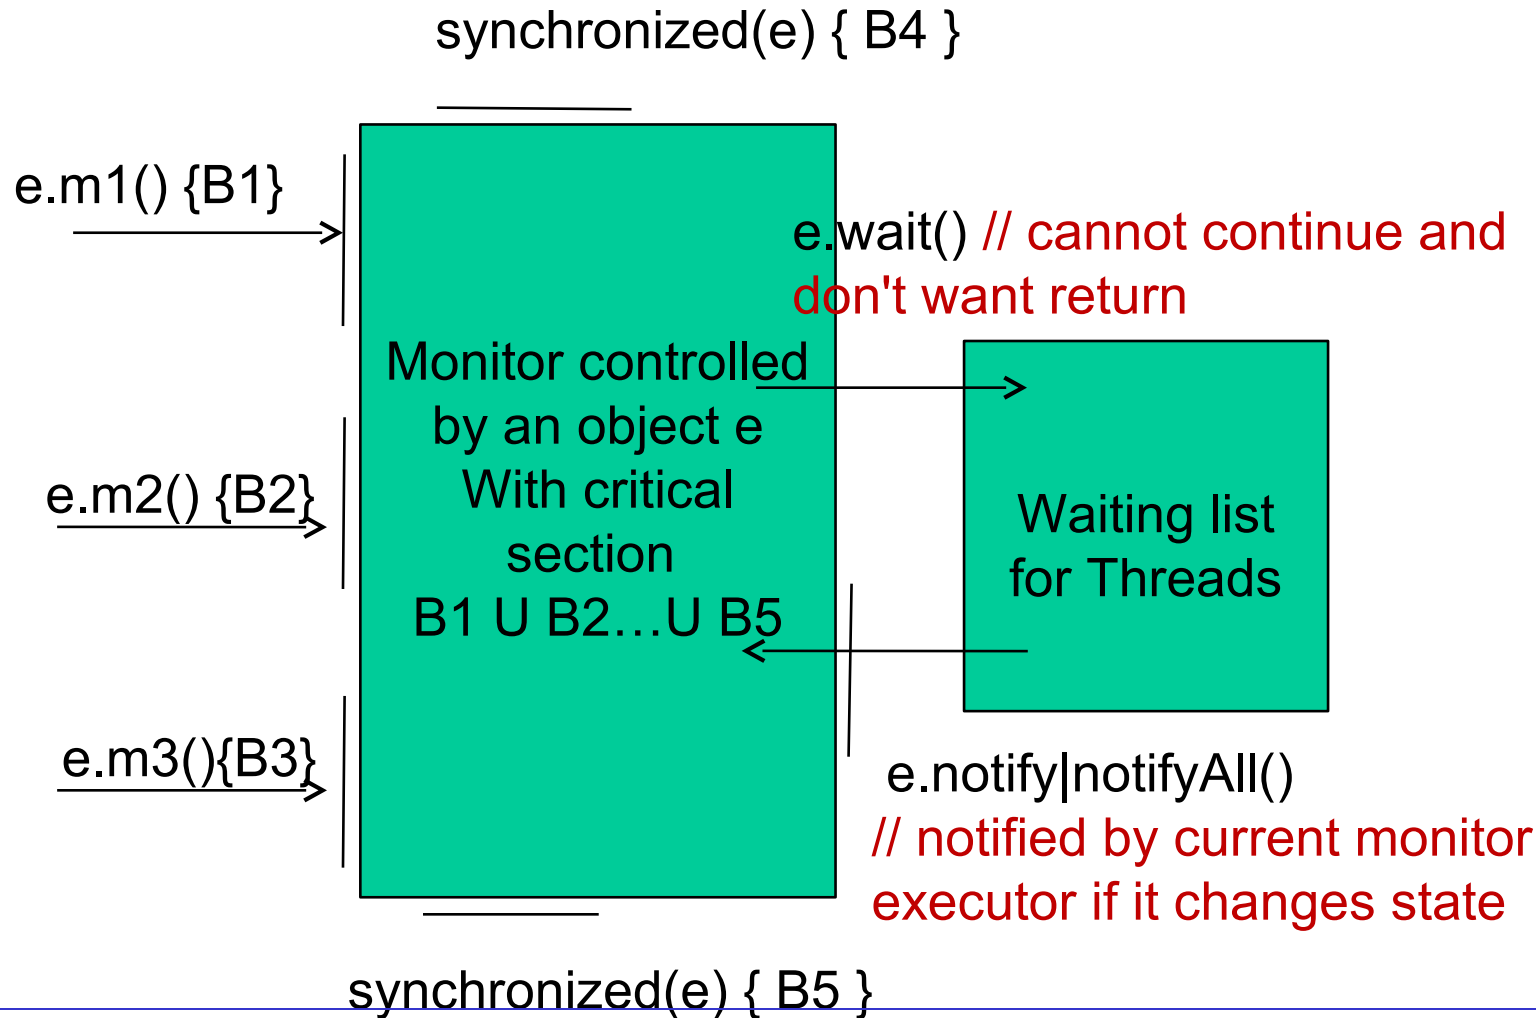 synchronized(e) { B4 }
e.m1() {B1}
e.wait() // cannot continue and
don't want return
Monitor controlled
by an object e
With critical
section
B1 U B2…U B5
e.m2() {B2}
Waiting list
for Threads
e.m3(){B3}
e.notify|notifyAll()
// notified by current monitor
executor if it changes state
synchronized(e) { B5 }